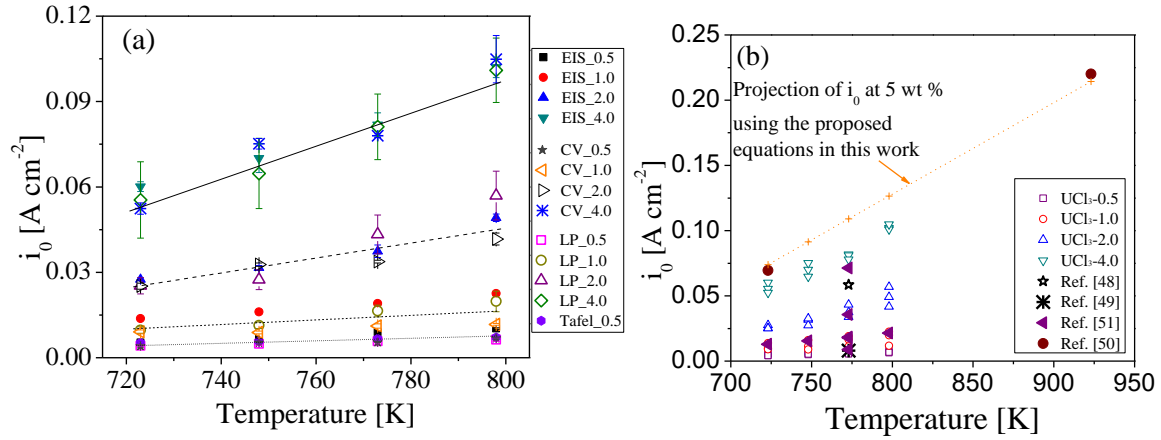 (a)
0.12
0.09
0.06
0.03
0.00
i₀ [A cm⁻²]
720
740
760
780
800
Temperature [K]
EIS_0.5
EIS_1.0
EIS_2.0
EIS_4.0
CV_0.5
CV_1.0
CV_2.0
CV_4.0
LP_0.5
LP_1.0
LP_2.0
LP_4.0
Tafel_0.5
(b)
0.25
0.20
0.15
0.10
0.05
0.00
i₀ [A cm⁻²]
700
750
800
850
900
950
Temperature [K]
Projection of i₀ at 5 wt %
using the proposed
equations in this work
UCl₃-0.5
UCl₃-1.0
UCl₃-2.0
UCl₃-4.0
Ref. [48]
Ref. [49]
Ref. [51]
Ref. [50]